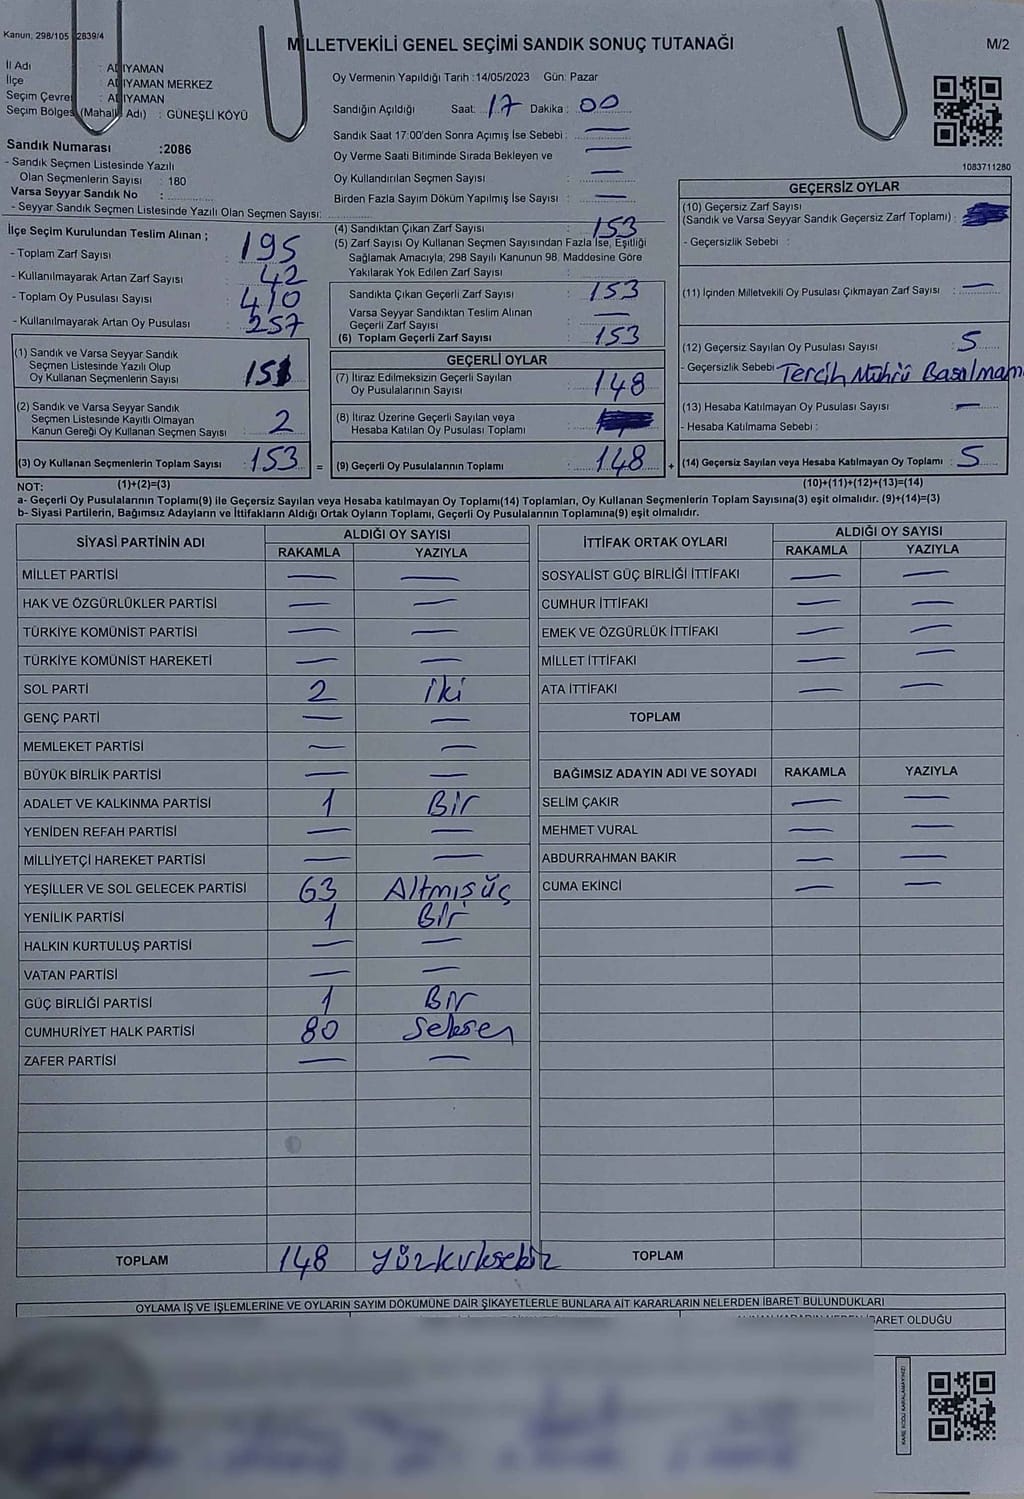 Kanun, 298/105 2839/4
MİLLETVEKİLİ GENEL SEÇİMİ SANDIK SONUÇ TUTANAĞI
M/2
İl Adı : ADIYAMAN
İlçe : ADIYAMAN MERKEZ
Seçim Çevre : ADIYAMAN
Seçim Bölges (Mahall Adı) : GÜNEŞLİ KÖYÜ
Oy Vermenin Yapıldığı Tarih :14/05/2023 Gün: Pazar
Sandığın Açıldığı Saat: 17 Dakika : 00
Sandık Saat 17:00'den Sonra Açımış İse Sebebi : —
Oy Verme Saati Bitiminde Sırada Bekleyen ve —
Oy Kullandırılan Seçmen Sayısı : —
Birden Fazla Sayım Döküm Yapılmış İse Sayısı : —
1083711280
Sandık Numarası :2086
- Sandık Seçmen Listesinde Yazılı
Olan Seçmenlerin Sayısı : 180
Varsa Seyyar Sandık No :
- Seyyar Sandık Seçmen Listesinde Yazılı Olan Seçmen Sayısı:
İlçe Seçim Kurulundan Teslim Alınan ;
- Toplam Zarf Sayısı : 195
- Kullanılmayarak Artan Zarf Sayısı : 42
- Toplam Oy Pusulası Sayısı : 410
- Kullanılmayarak Artan Oy Pusulası : 257
(4) Sandıktan Çıkan Zarf Sayısı : 153
(5) Zarf Sayısı Oy Kullanan Seçmen Sayısından Fazla İse, Eşitliği
Sağlamak Amacıyla, 298 Sayılı Kanunun 98. Maddesine Göre
Yakılarak Yok Edilen Zarf Sayısı :
Sandıkta Çıkan Geçerli Zarf Sayısı : 153
Varsa Seyyar Sandıktan Teslim Alınan
Geçerli Zarf Sayısı : —
(6) Toplam Geçerli Zarf Sayısı : 153
GEÇERSİZ OYLAR
(10) Geçersiz Zarf Sayısı
(Sandık ve Varsa Seyyar Sandık Geçersiz Zarf Toplamı) :
- Geçersizlik Sebebi :
(11) İçinden Milletvekili Oy Pusulası Çıkmayan Zarf Sayısı : —
(12) Geçersiz Sayılan Oy Pusulası Sayısı : 5
- Geçersizlik Sebebi : Tercih Mührü Basılmam
(13) Hesaba Katılmayan Oy Pusulası Sayısı : —
- Hesaba Katılmama Sebebi :
(1) Sandık ve Varsa Seyyar Sandık
Seçmen Listesinde Yazılı Olup
Oy Kullanan Seçmenlerin Sayısı : 151
(2) Sandık ve Varsa Seyyar Sandık
Seçmen Listesinde Kayıtlı Olmayan
Kanun Gereği Oy Kullanan Seçmen Sayısı : 2
GEÇERLİ OYLAR
(7) İtiraz Edilmeksizin Geçerli Sayılan
Oy Pusulalarının Sayısı : 148
(8) İtiraz Üzerine Geçerli Sayılan veya
Hesaba Katılan Oy Pusulası Toplamı :
(3) Oy Kullanan Seçmenlerin Toplam Sayısı : 153 = (9) Geçerli Oy Pusulalarının Toplamı : 148 + (14) Geçersiz Sayılan veya Hesaba Katılmayan Oy Toplamı : 5
NOT: (1)+(2)=(3) (10)+(11)+(12)+(13)=(14)
a- Geçerli Oy Pusulalarının Toplamı(9) ile Geçersiz Sayılan veya Hesaba katılmayan Oy Toplamı(14) Toplamları, Oy Kullanan Seçmenlerin Toplam Sayısına(3) eşit olmalıdır. (9)+(14)=(3)
b- Siyasi Partilerin, Bağımsız Adayların ve İttifakların Aldığı Ortak Oyların Toplamı, Geçerli Oy Pusulalarının Toplamına(9) eşit olmalıdır.
SİYASİ PARTİNİN ADI ALDIĞI OY SAYISI
RAKAMLA YAZIYLA
MİLLET PARTİSİ — —
HAK VE ÖZGÜRLÜKLER PARTİSİ — —
TÜRKİYE KOMÜNİST PARTİSİ — —
TÜRKİYE KOMÜNİST HAREKETİ — —
SOL PARTİ 2 iki
GENÇ PARTİ — —
MEMLEKET PARTİSİ — —
BÜYÜK BİRLİK PARTİSİ — —
ADALET VE KALKINMA PARTİSİ 1 Bir
YENİDEN REFAH PARTİSİ — —
MİLLİYETÇİ HAREKET PARTİSİ — —
YEŞİLLER VE SOL GELECEK PARTİSİ 63 Altmış üç
YENİLİK PARTİSİ 1 Bir
HALKIN KURTULUŞ PARTİSİ — —
VATAN PARTİSİ — —
GÜÇ BİRLİĞİ PARTİSİ 1 Bir
CUMHURİYET HALK PARTİSİ 80 Seksen
ZAFER PARTİSİ — —
TOPLAM 148 Yüzkırksekiz
İTTİFAK ORTAK OYLARI ALDIĞI OY SAYISI
RAKAMLA YAZIYLA
SOSYALİST GÜÇ BİRLİĞİ İTTİFAKI — —
CUMHUR İTTİFAKI — —
EMEK VE ÖZGÜRLÜK İTTİFAKI — —
MİLLET İTTİFAKI — —
ATA İTTİFAKI — —
TOPLAM
BAĞIMSIZ ADAYIN ADI VE SOYADI RAKAMLA YAZIYLA
SELİM ÇAKIR — —
MEHMET VURAL — —
ABDURRAHMAN BAKIR — —
CUMA EKİNCİ — —
TOPLAM
OYLAMA İŞ VE İŞLEMLERİNE VE OYLARIN SAYIM DÖKÜMÜNE DAİR ŞİKAYETLERLE BUNLARA AİT KARARLARIN NELERDEN İBARET BULUNDUKLARI
İBARET OLDUĞU
KARE KODU KARALAMAYINIZ!